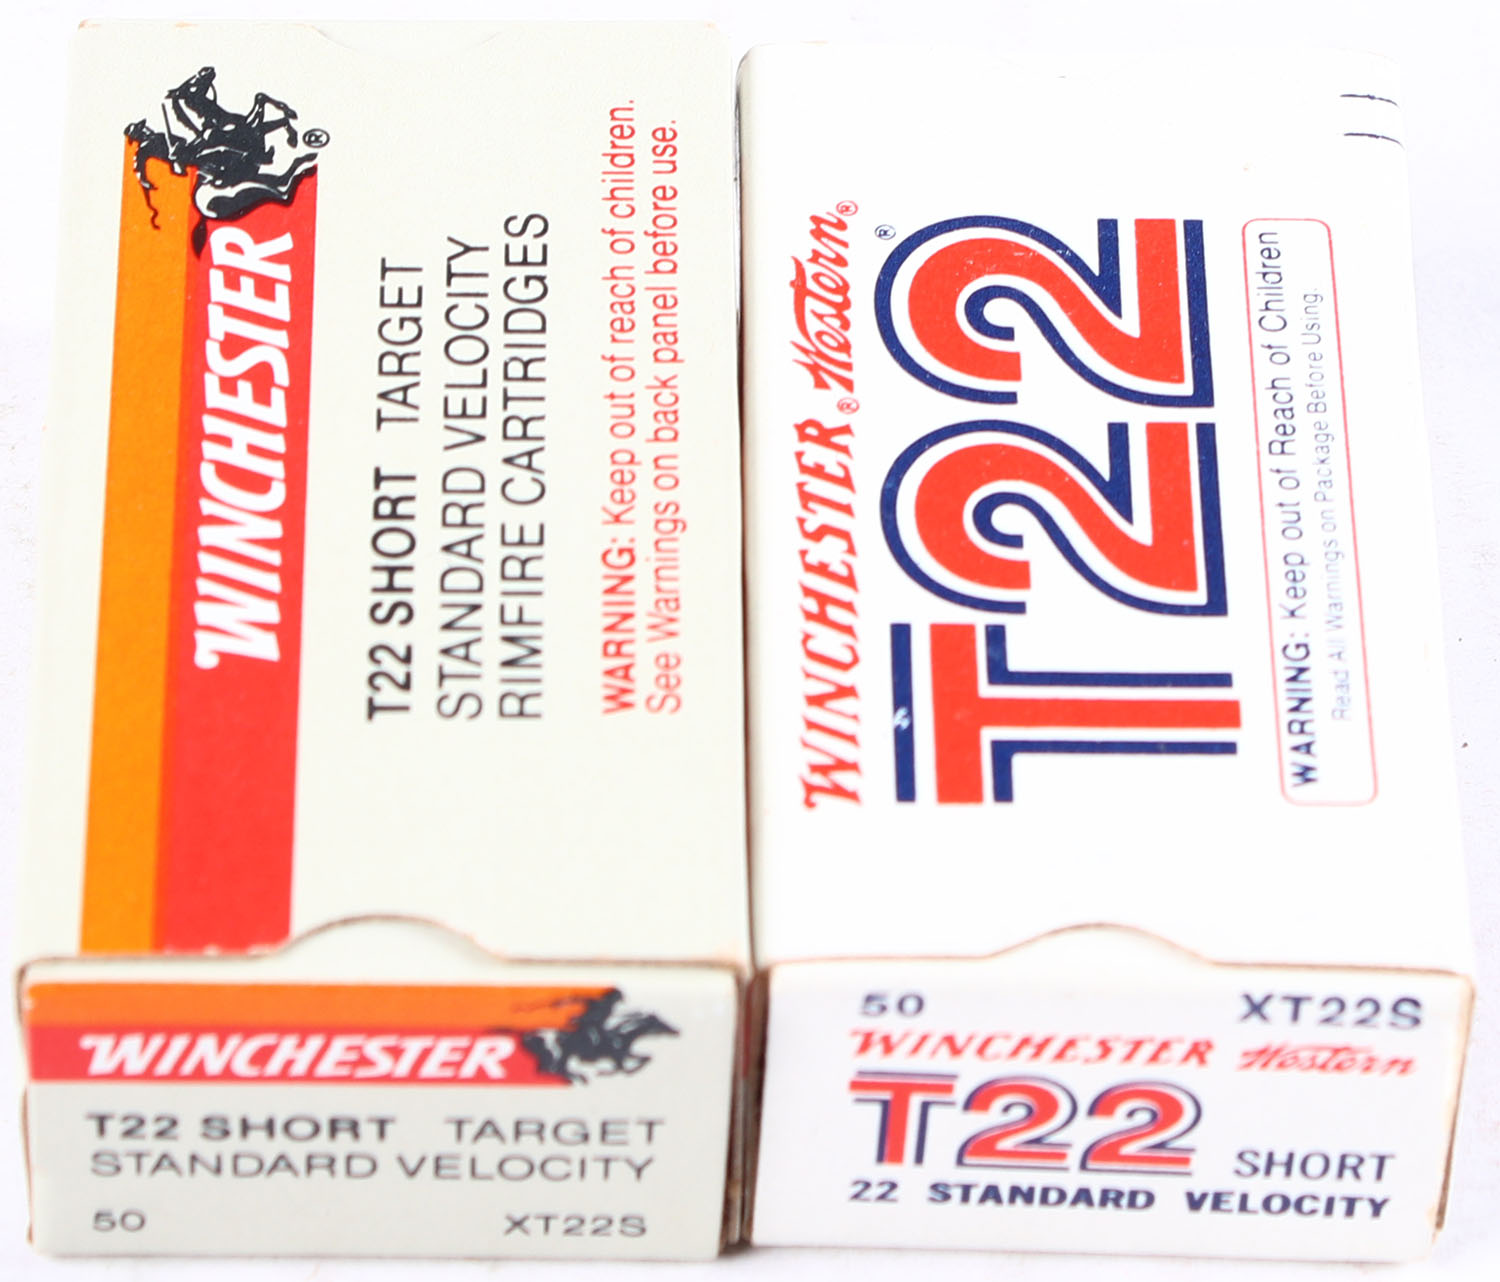 WINCHESTER ®
T22 SHORT TARGET
STANDARD VELOCITY
RIMFIRE CARTRIDGES
WARNING: Keep out of reach of children.
See Warnings on back panel before use.
WINCHESTER
T22 SHORT TARGET
STANDARD VELOCITY
50 XT22S
WINCHESTER® Western®
T22®
WARNING: Keep out of Reach of Children
Read All Warnings on Package Before Using.
50 XT22S
WINCHESTER Western
T22 SHORT
22 STANDARD VELOCITY